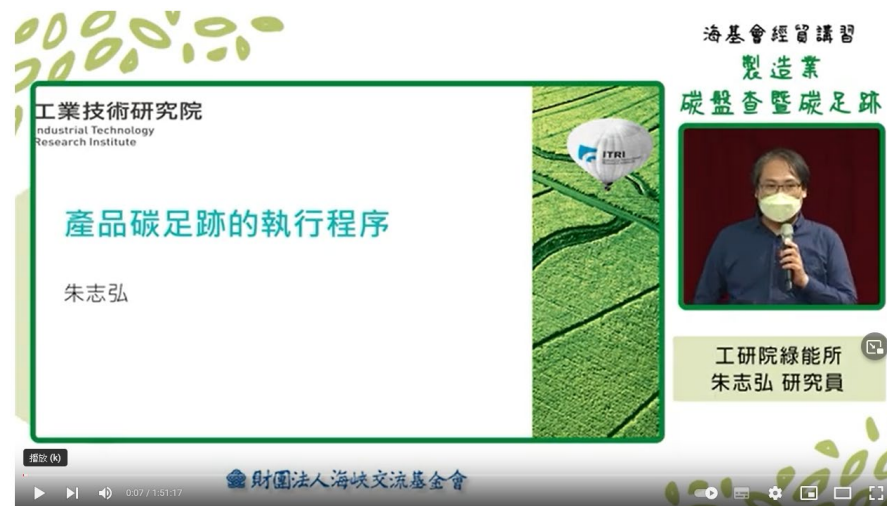 海基會經貿講習
製造業
碳盤查暨碳足跡
工業技術研究院
Industrial Technology
Research Institute
ITRI
產品碳足跡的執行程序
朱志弘
工研院綠能所
朱志弘 研究員
播放 (k)
財團法人海峽交流基金會
0:07 / 1:51:17